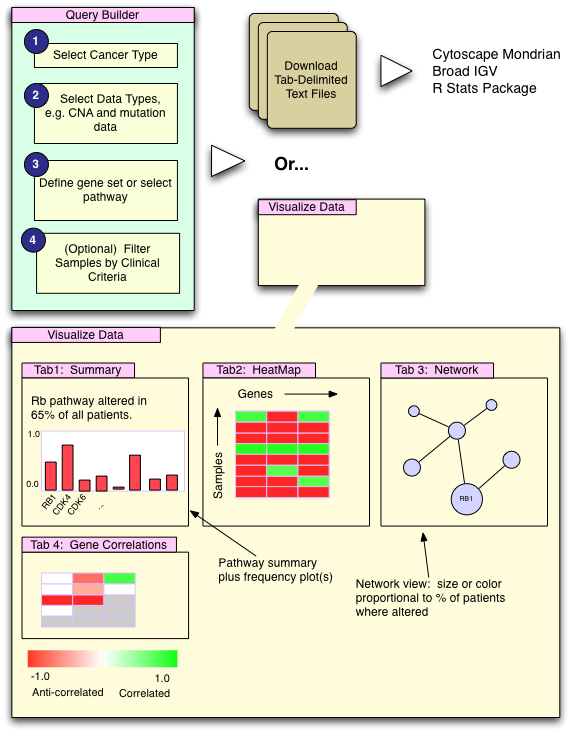 Query Builder
1
Select Cancer Type
2
Select Data Types,
e.g. CNA and mutation
data
3
Define gene set or select
pathway
4
(Optional) Filter
Samples by Clinical
Criteria
Download
Tab-Delimited
Text Files
Cytoscape Mondrian
Broad IGV
R Stats Package
Or...
Visualize Data
Visualize Data
Tab1: Summary
Rb pathway altered in
65% of all patients.
1.0
0.0
RB1
CDK4
CDK6
...
Tab2: HeatMap
Genes
Samples
Tab 3: Network
RB1
Pathway summary
plus frequency plot(s)
Network view: size or color
proportional to % of patients
where altered
Tab 4: Gene Correlations
-1.0
1.0
Anti-correlated
Correlated